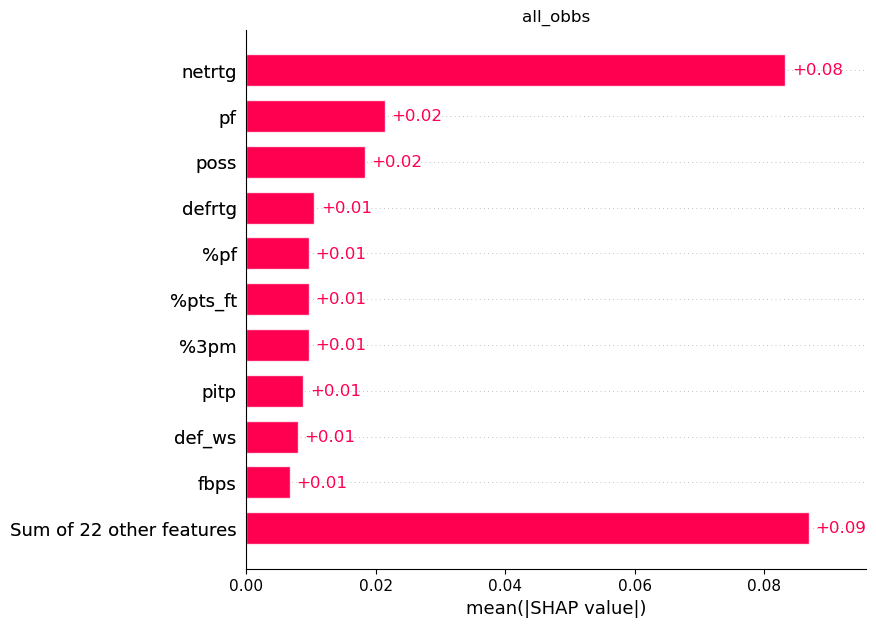 all_obbs
netrtg +0.08
pf +0.02
poss +0.02
defrtg +0.01
%pf +0.01
%pts_ft +0.01
%3pm +0.01
pitp +0.01
def_ws +0.01
fbps +0.01
Sum of 22 other features +0.09
0.00 0.02 0.04 0.06 0.08
mean(|SHAP value|)